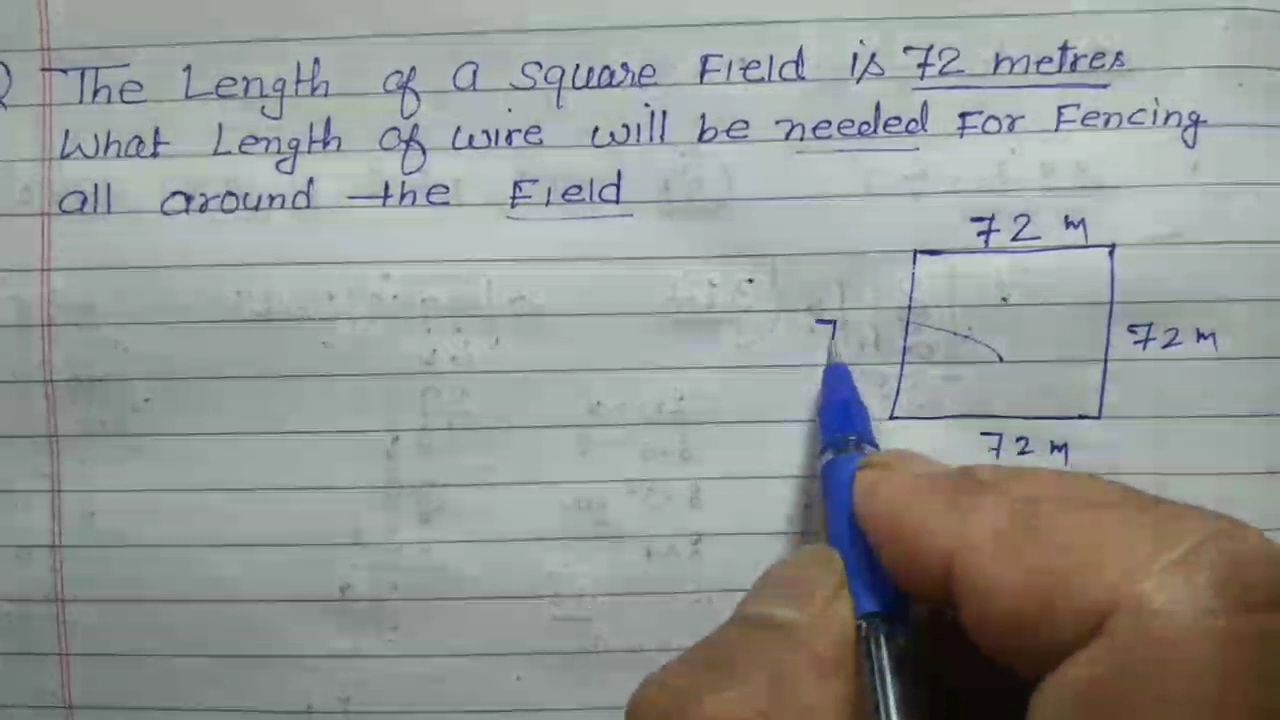 The Length of a square Field is 72 metres
What Length of wire will be needed For Fencing
all around the Field
72 m
72 m
72 m
7